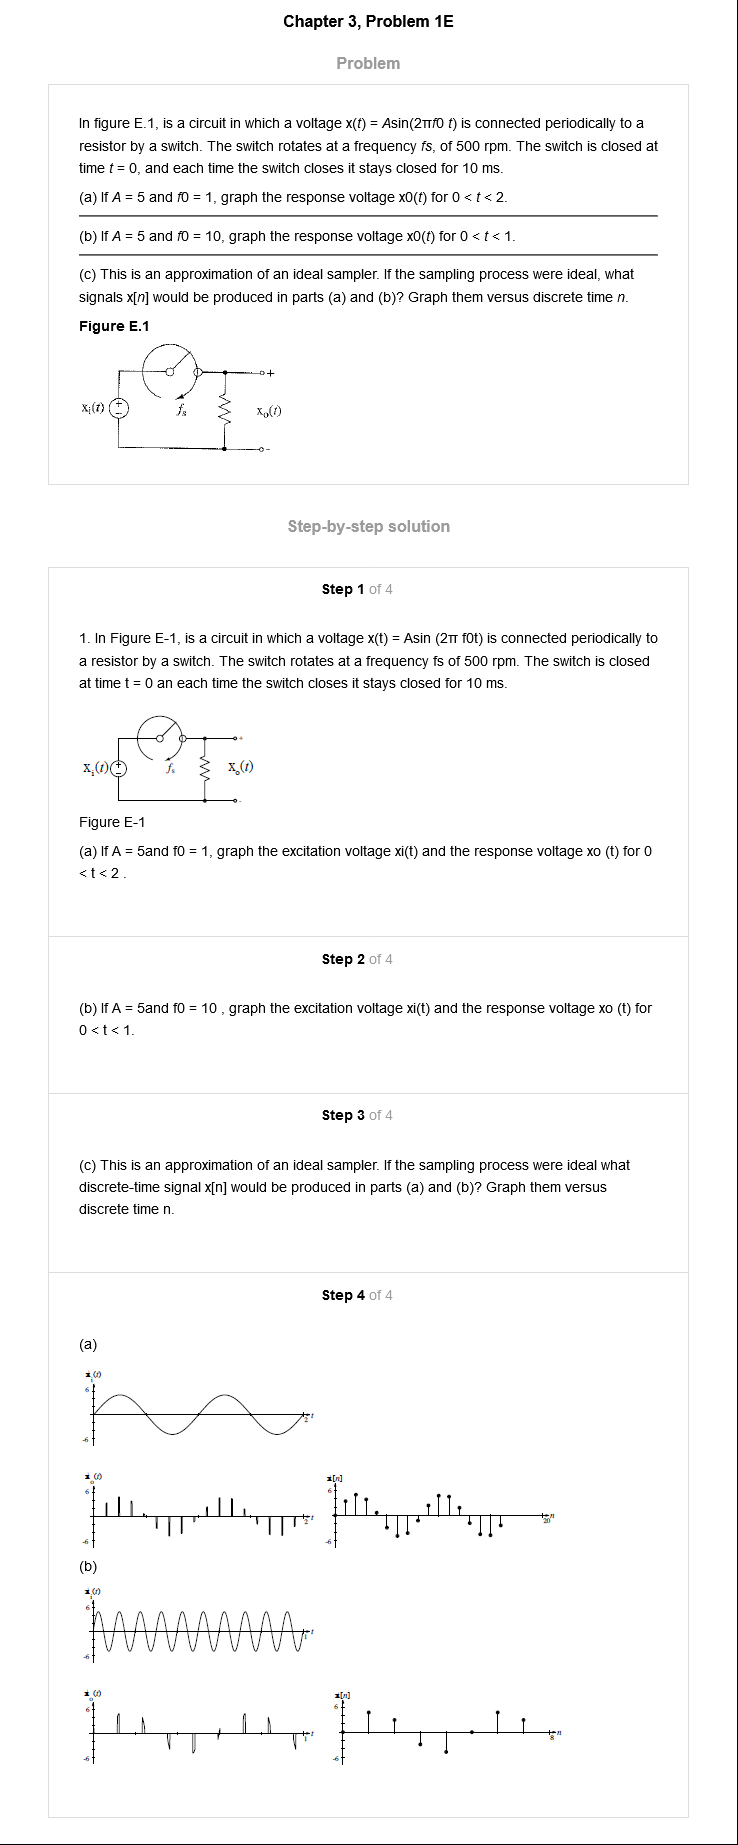 Chapter 3, Problem 1E
Problem
In figure E.1, is a circuit in which a voltage x(t) = Asin(2πf0 t) is connected periodically to a
resistor by a switch. The switch rotates at a frequency fs, of 500 rpm. The switch is closed at
time t = 0, and each time the switch closes it stays closed for 10 ms.
(a) If A = 5 and f0 = 1, graph the response voltage x0(t) for 0 < t < 2.
(b) If A = 5 and f0 = 10, graph the response voltage x0(t) for 0 < t < 1.
(c) This is an approximation of an ideal sampler. If the sampling process were ideal, what
signals x[n] would be produced in parts (a) and (b)? Graph them versus discrete time n.
Figure E.1
+
xi(t) + − fs xo(t)
-
Step-by-step solution
Step 1 of 4
1. In Figure E-1, is a circuit in which a voltage x(t) = Asin (2π f0t) is connected periodically to
a resistor by a switch. The switch rotates at a frequency fs of 500 rpm. The switch is closed
at time t = 0 an each time the switch closes it stays closed for 10 ms.
+
Xi(t) + − fs Xo(t)
-
Figure E-1
(a) If A = 5and f0 = 1, graph the excitation voltage xi(t) and the response voltage xo (t) for 0
< t < 2 .
Step 2 of 4
(b) If A = 5and f0 = 10 , graph the excitation voltage xi(t) and the response voltage xo (t) for
0 < t < 1.
Step 3 of 4
(c) This is an approximation of an ideal sampler. If the sampling process were ideal what
discrete-time signal x[n] would be produced in parts (a) and (b)? Graph them versus
discrete time n.
Step 4 of 4
(a)
xi(t)
6
t
2
-6
xo(t) x[n]
6 6
t n
2 20
-6 -6
(b)
xi(t)
6
t
1
-6
xo(t) x[n]
6 6
t n
1 8
-6 -6